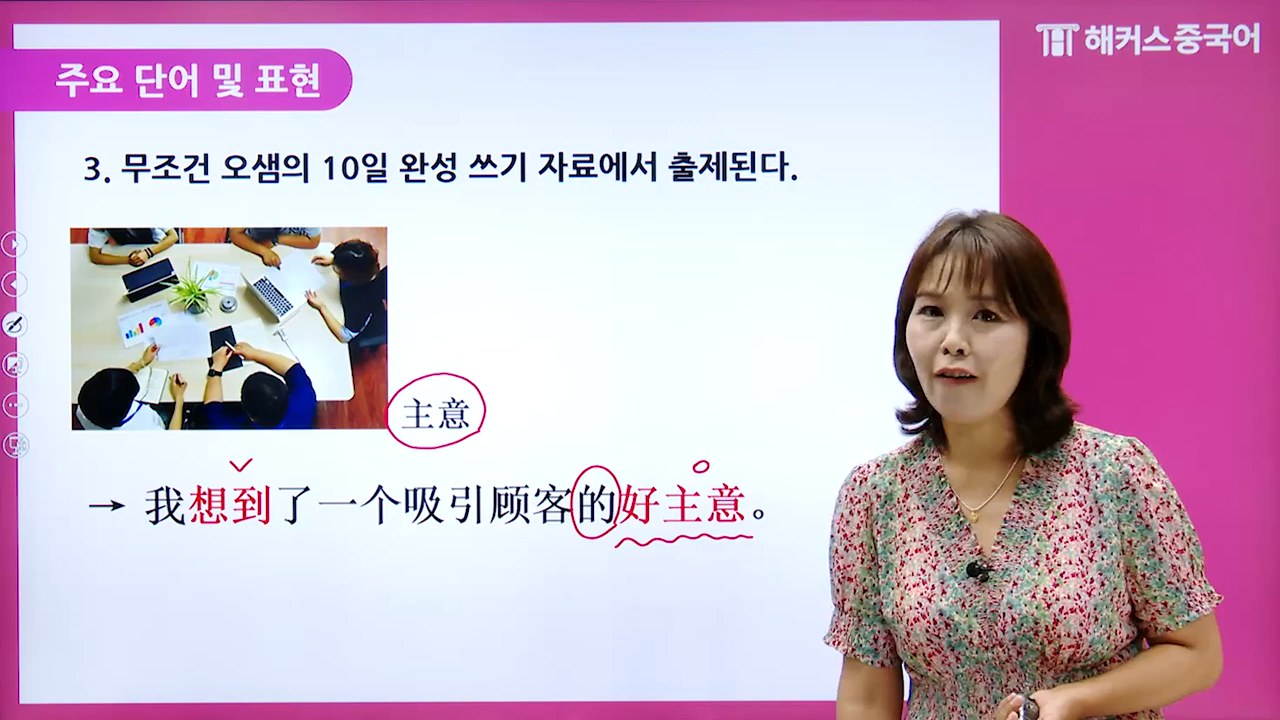 해커스중국어
주요 단어 및 표현
3. 무조건 오샘의 10일 완성 쓰기 자료에서 출제된다.
主意
→ 我想到了一个吸引顾客的好主意。